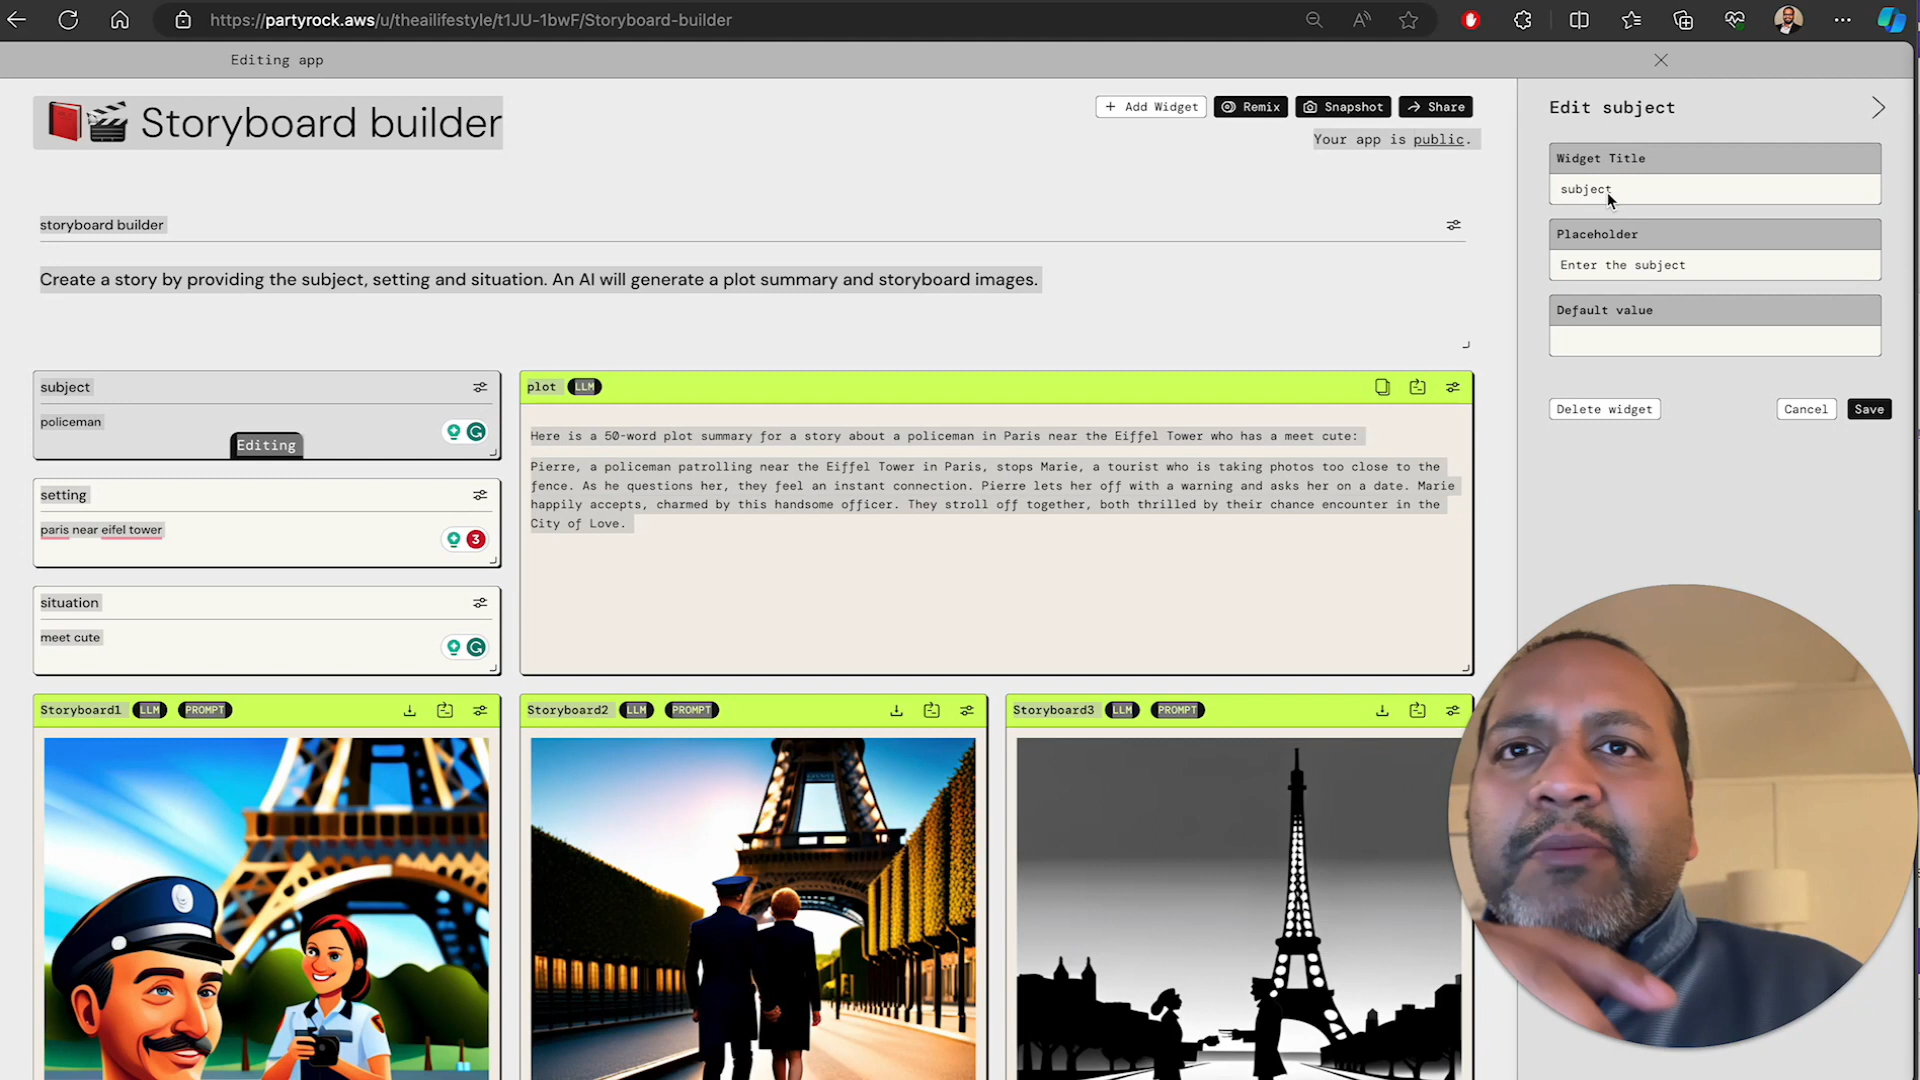 https://partyrock.aws/u/theailifestyle/t1JU-1bwF/Storyboard-builder
Editing app
Storyboard builder
+ Add Widget
Remix
Snapshot
Share
Your app is public.
storyboard builder
Create a story by providing the subject, setting and situation. An AI will generate a plot summary and storyboard images.
subject
policeman
Editing
setting
paris near eifel tower
3
situation
meet cute
plot LLM
Here is a 50-word plot summary for a story about a policeman in Paris near the Eiffel Tower who has a meet cute:
Pierre, a policeman patrolling near the Eiffel Tower in Paris, stops Marie, a tourist who is taking photos too close to the
fence. As he questions her, they feel an instant connection. Pierre lets her off with a warning and asks her on a date. Marie
happily accepts, charmed by this handsome officer. They stroll off together, both thrilled by their chance encounter in the
City of Love.
Storyboard1 LLM PROMPT
Storyboard2 LLM PROMPT
Storyboard3 LLM PROMPT
Edit subject
Widget Title
subject
Placeholder
Enter the subject
Default value
Delete widget
Cancel
Save